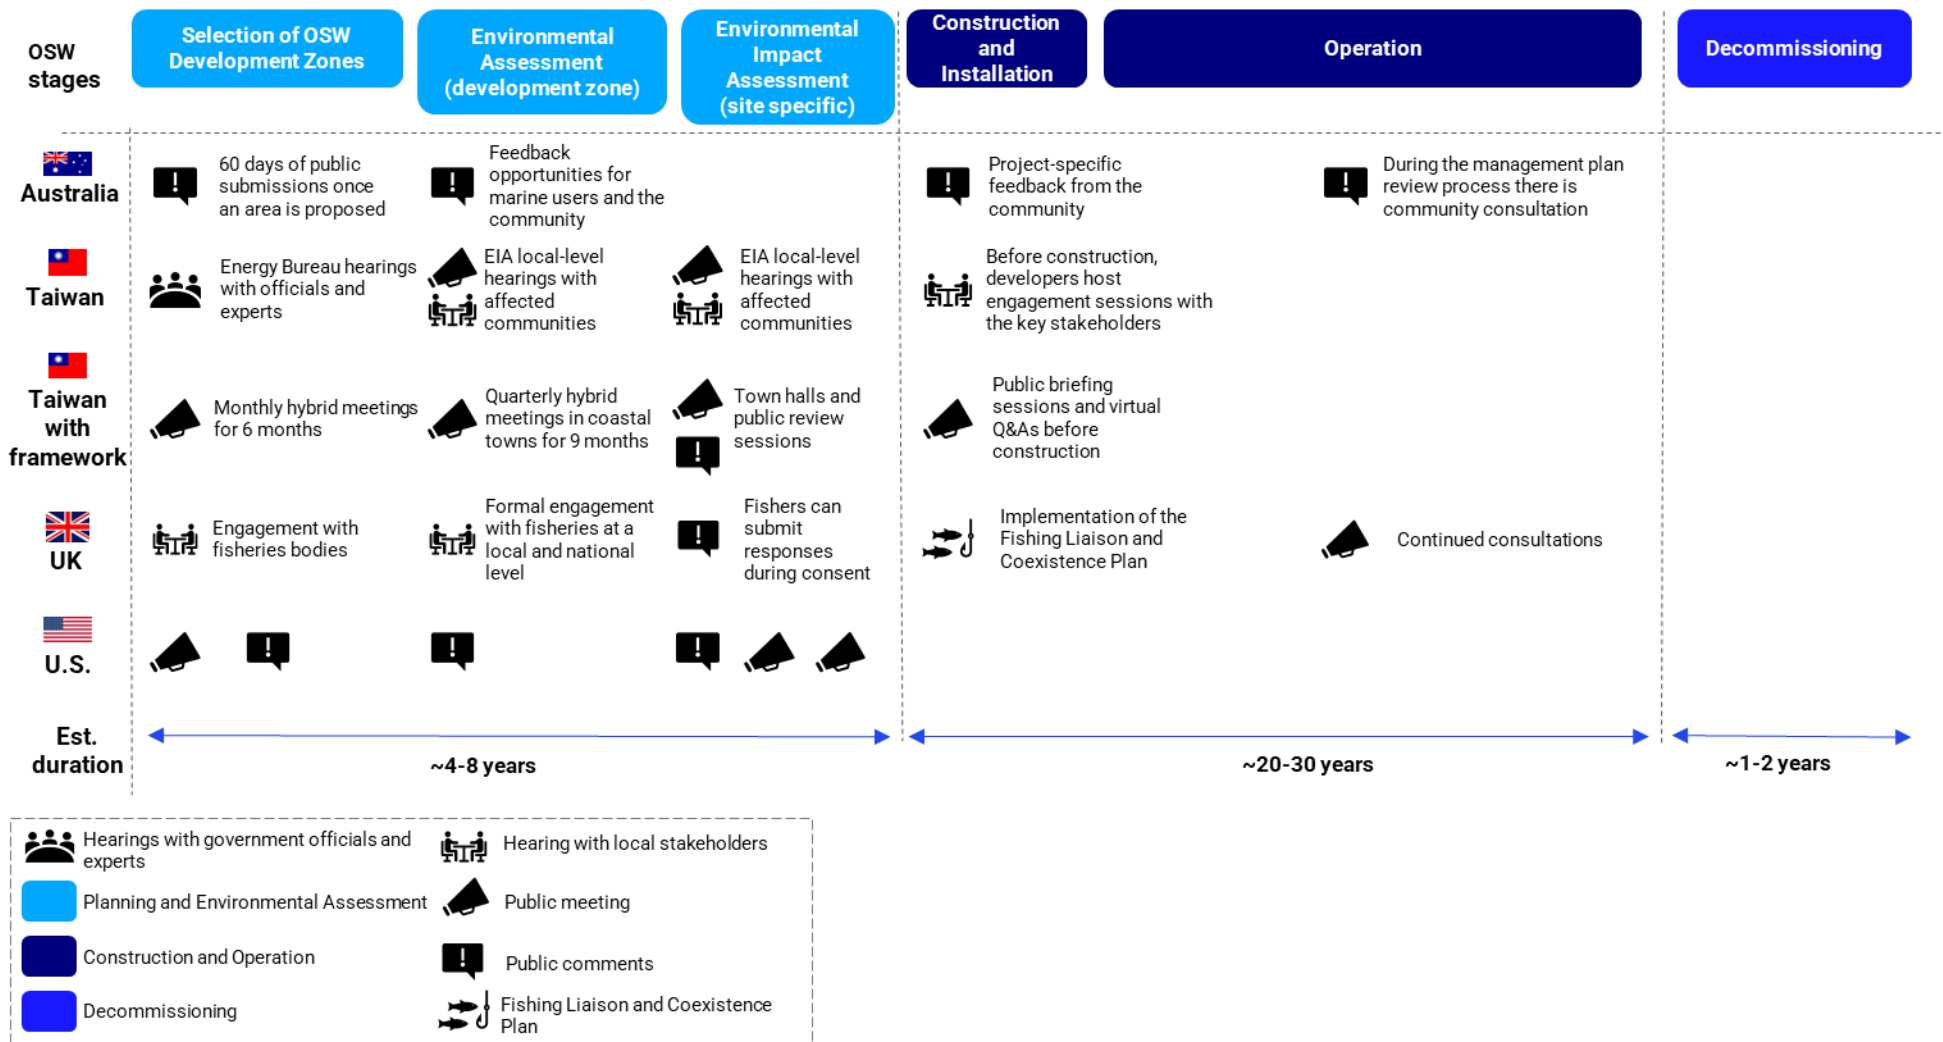 OSW
stages
Selection of OSW
Development Zones
Environmental
Assessment
(development zone)
Environmental
Impact
Assessment
(site specific)
Construction
and
Installation
Operation
Decommissioning
Australia
60 days of public
submissions once
an area is proposed
Feedback
opportunities for
marine users and the
community
Project-specific
feedback from the
community
During the management plan
review process there is
community consultation
Taiwan
Energy Bureau hearings
with officials and
experts
EIA local-level
hearings with
affected
communities
EIA local-level
hearings with
affected
communities
Before construction,
developers host
engagement sessions with
the key stakeholders
Taiwan
with
framework
Monthly hybrid meetings
for 6 months
Quarterly hybrid
meetings in coastal
towns for 9 months
Town halls and
public review
sessions
Public briefing
sessions and virtual
Q&As before
construction
UK
Engagement with
fisheries bodies
Formal engagement
with fisheries at a
local and national
level
Fishers can
submit
responses
during consent
Implementation of the
Fishing Liaison and
Coexistence Plan
Continued consultations
U.S.
Est.
duration
~4-8 years
~20-30 years
~1-2 years
Hearings with government officials and
experts
Planning and Environmental Assessment
Construction and Operation
Decommissioning
Hearing with local stakeholders
Public meeting
Public comments
Fishing Liaison and Coexistence
Plan